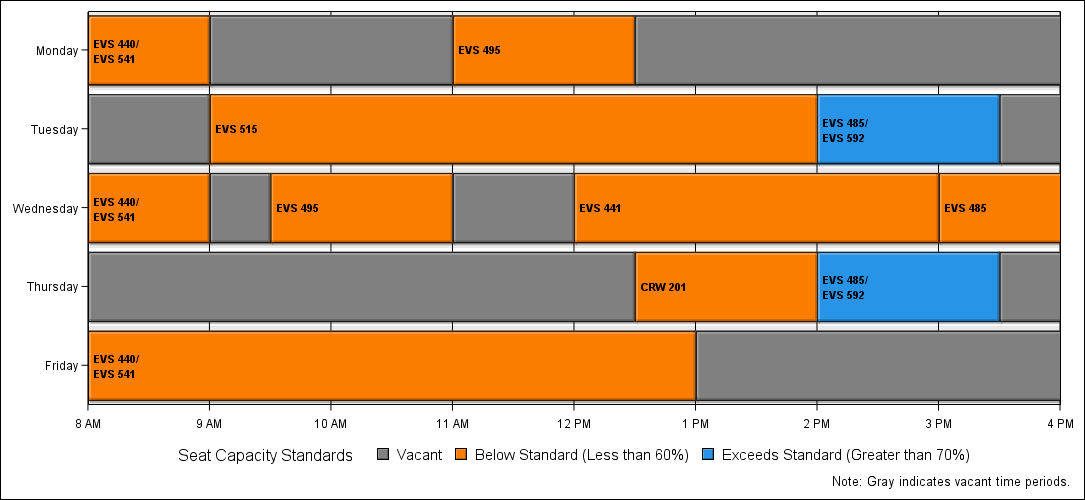 Monday
EVS 440/
EVS 541
EVS 495
Tuesday
EVS 515
EVS 485/
EVS 592
Wednesday
EVS 440/
EVS 541
EVS 495
EVS 441
EVS 485
Thursday
CRW 201
EVS 485/
EVS 592
Friday
EVS 440/
EVS 541
8 AM 9 AM 10 AM 11 AM 12 PM 1 PM 2 PM 3 PM 4 PM
Seat Capacity Standards Vacant Below Standard (Less than 60%) Exceeds Standard (Greater than 70%)
Note: Gray indicates vacant time periods.